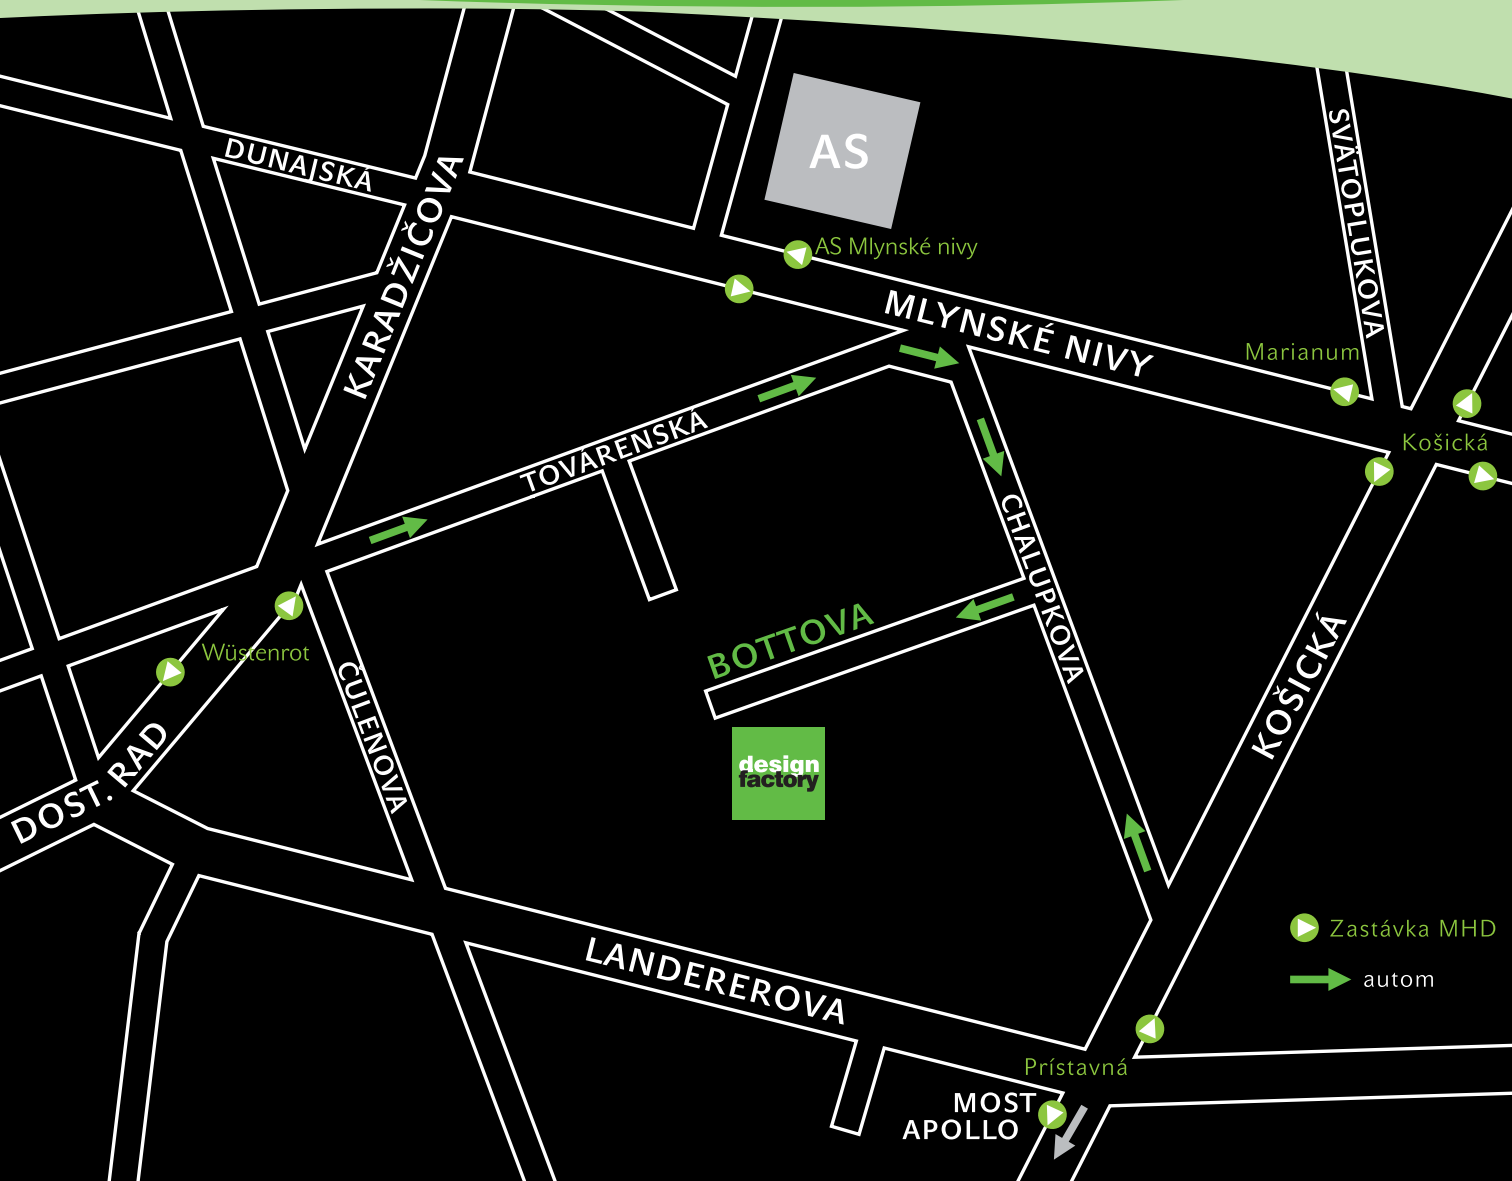 AS
SVÄTOPLUKOVA
DUNAJSKÁ
KARADŽIČOVA
AS Mlynské nivy
MLYNSKÉ NIVY
Marianum
Košická
TOVÁRENSKÁ
CHALUPKOVA
BOTTOVA
Wüstenrot
KOŠICKÁ
ČULENOVA
DOST. RAD
design
factory
Zastávka MHD
autom
LANDEREROVA
Prístavná
MOST
APOLLO